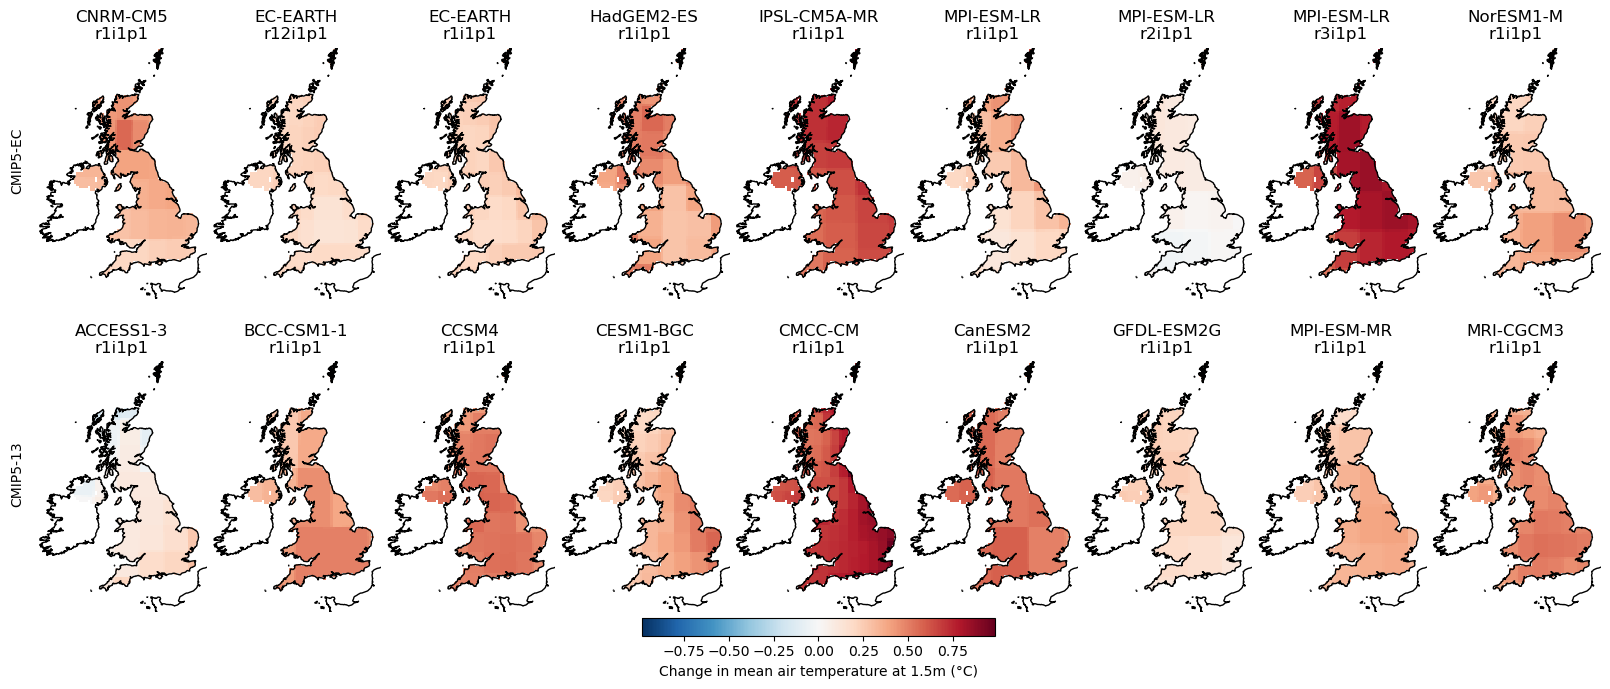 CNRM-CM5 EC-EARTH EC-EARTH HadGEM2-ES IPSL-CM5A-MR MPI-ESM-LR MPI-ESM-LR MPI-ESM-LR NorESM1-M
r1i1p1 r12i1p1 r1i1p1 r1i1p1 r1i1p1 r1i1p1 r2i1p1 r3i1p1 r1i1p1
CMIP5-EC
ACCESS1-3 BCC-CSM1-1 CCSM4 CESM1-BGC CMCC-CM CanESM2 GFDL-ESM2G MPI-ESM-MR MRI-CGCM3
r1i1p1 r1i1p1 r1i1p1 r1i1p1 r1i1p1 r1i1p1 r1i1p1 r1i1p1 r1i1p1
CMIP5-13
−0.75 −0.50 −0.25 0.00 0.25 0.50 0.75
Change in mean air temperature at 1.5m (°C)